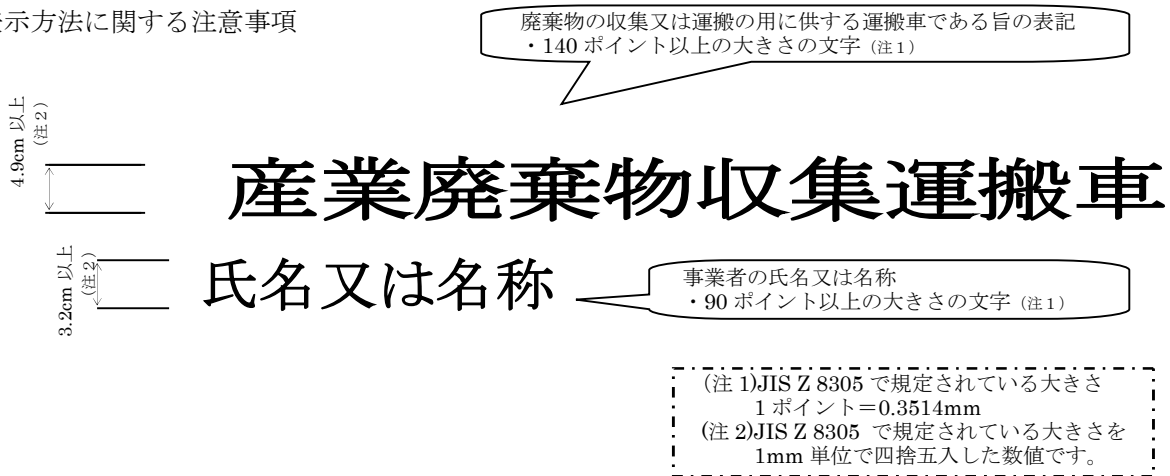 示方法に関する注意事項
廃棄物の収集又は運搬の用に供する運搬車である旨の表記
・140 ポイント以上の大きさの文字（注１）
4.9cm 以上
（注２）
産業廃棄物収集運搬車
3.2cm 以上
（注２）
氏名又は名称
事業者の氏名又は名称
・90 ポイント以上の大きさの文字（注１）
(注 1)JIS Z 8305 で規定されている大きさ
1 ポイント＝0.3514mm
(注 2)JIS Z 8305 で規定されている大きさを
1mm 単位で四捨五入した数値です。